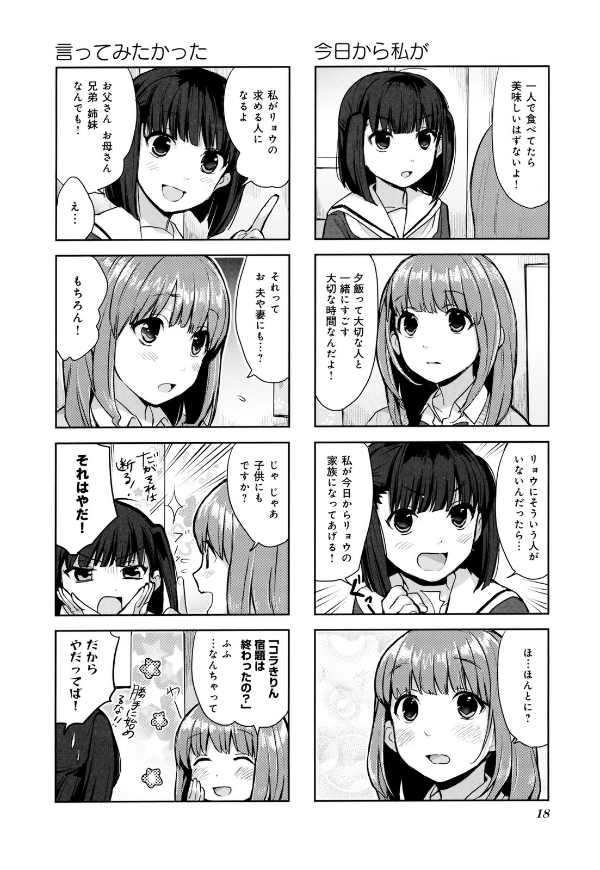 今日から私が
一人で食べてたら
美味しいはずないよ！
夕飯って大切な人と
一緒にすごす
大切な時間なんだよ！
リョウにそういう人が
いないんだったら…
私が今日からリョウの
家族になってあげる！
ほ…ほんとに？
言ってみたかった
私がリョウの
求める人に
なるよ
お父さん お母さん
兄弟 姉妹
なんでも！
え…
それって
お 夫や妻にも…？
もちろん！
じゃ じゃあ
子供にも
ですか？
だがそれは
断る！
それはやだ！
「コラきりん
宿題は
終わったの？」
ふふ
…なんちゃって
わー
勝手に始め
るな!!
だから
やだってば！
18